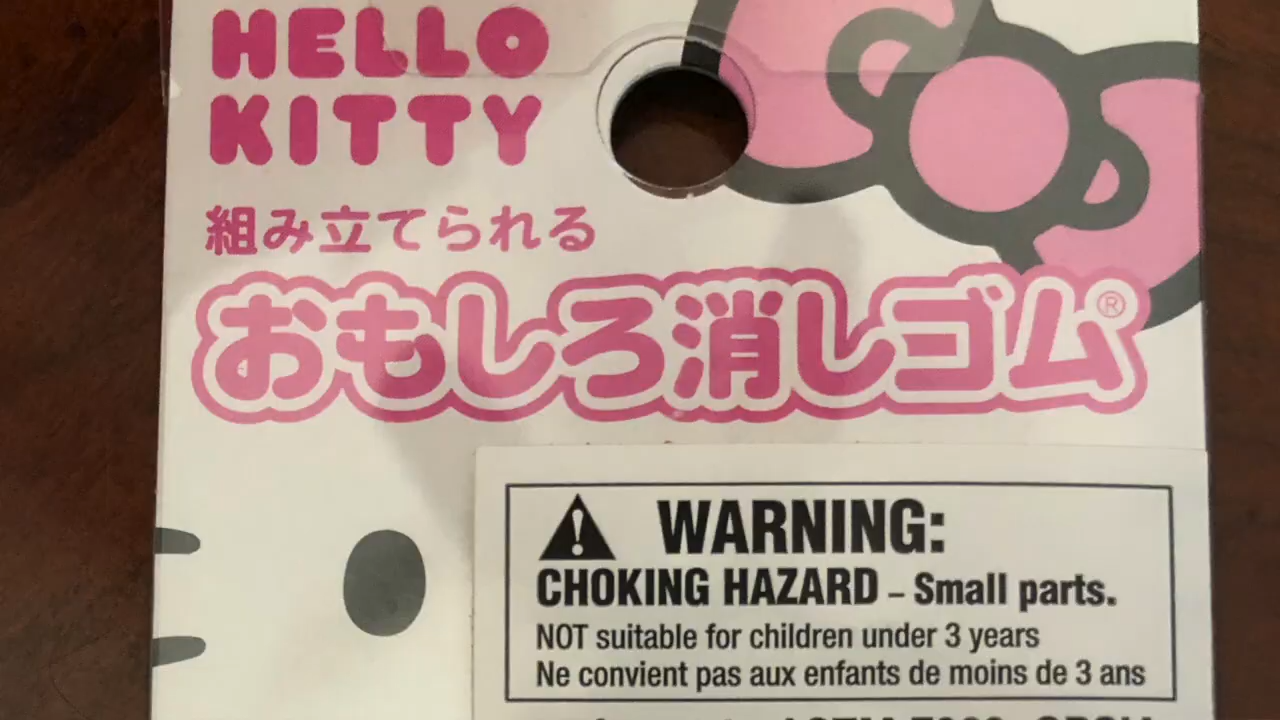 HELLO
KITTY
組み立てられる
おもしろ消しゴム®
WARNING:
CHOKING HAZARD – Small parts.
NOT suitable for children under 3 years
Ne convient pas aux enfants de moins de 3 ans